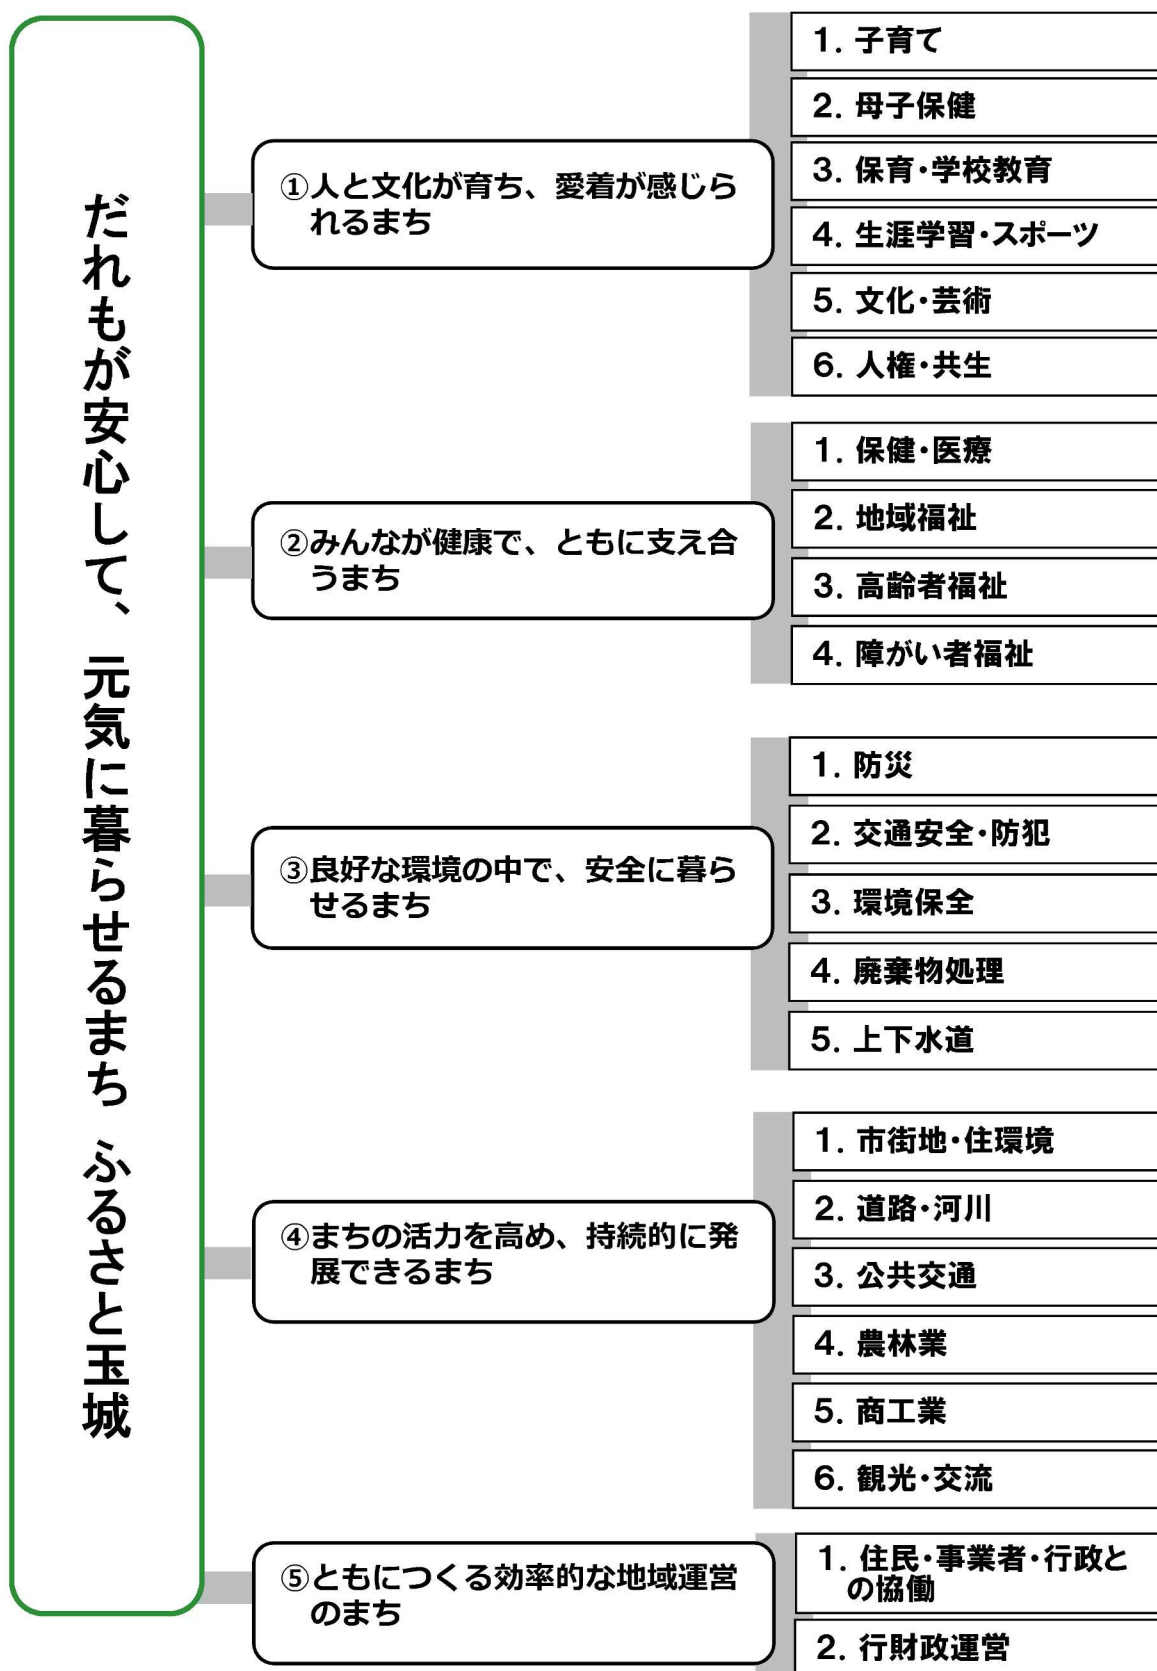 だれもが安心して、元気に暮らせるまち ふるさと玉城
①人と文化が育ち、愛着が感じら
れるまち
1. 子育て
2. 母子保健
3. 保育・学校教育
4. 生涯学習・スポーツ
5. 文化・芸術
6. 人権・共生
②みんなが健康で、ともに支え合
うまち
1. 保健・医療
2. 地域福祉
3. 高齢者福祉
4. 障がい者福祉
③良好な環境の中で、安全に暮ら
せるまち
1. 防災
2. 交通安全・防犯
3. 環境保全
4. 廃棄物処理
5. 上下水道
④まちの活力を高め、持続的に発
展できるまち
1. 市街地・住環境
2. 道路・河川
3. 公共交通
4. 農林業
5. 商工業
6. 観光・交流
⑤ともにつくる効率的な地域運営
のまち
1. 住民・事業者・行政と
の協働
2. 行財政運営